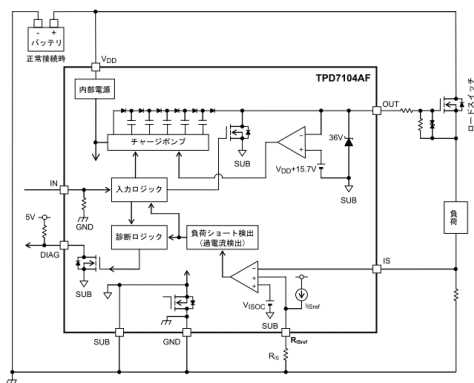 - +
バッテリ
正常接続時
VDD
TPD7104AF
内部電源
OUT
ロードスイッチ
チャージポンプ
SUB
36V
VDD+15.7V
SUB
IN
入力ロジック
GND
負荷
5V
診断ロジック
負荷ショート検出
(過電流検出)
DIAG
IS
SUB
VISOC
IISref
SUB
SUB
GND
RISref
RIS